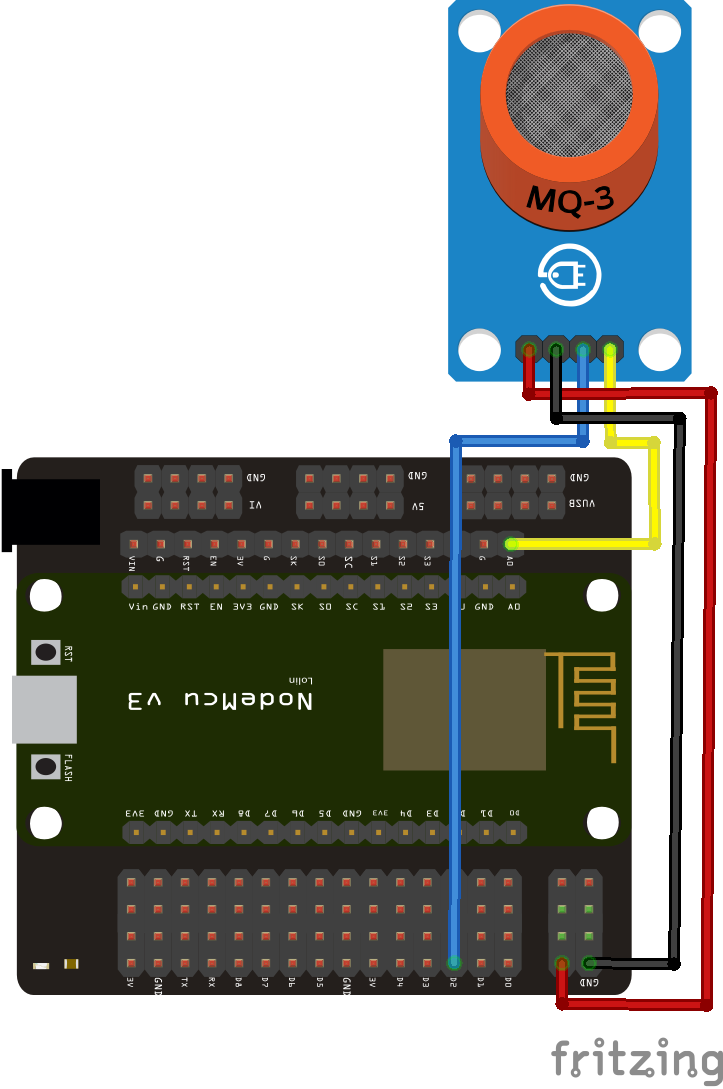 MQ-3
GND GND GND
VI 5V VUSB
VIN G RST EN 3V G SK SO SC S1 S2 S3 G A0
Vin GND RST EN 3V3 GND SK SO SC S1 S2 S3 U GND A0
RST
Lolin
NodeMcu v3
FLASH
3V3 GND TX RX D8 D7 D6 D5 GND 3V3 D4 D3 D1 D0
3V GND TX RX D8 D7 D6 D5 GND 3V D4 D3 D2 D1 D0 GND
fritzing